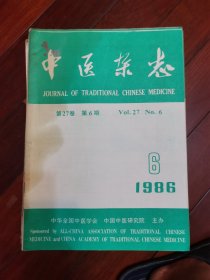 中医杂志
JOURNAL OF TRADITIONAL CHINESE MEDICINE
第27卷 第6期 Vol.27 No.6
6
1986
中华全国中医学会 中国中医研究院 主办
Sponsored by ALL-CHINA ASSOCIATION OF TRADITIONAL CHINESE
MEDICINE and CHINA ACADEMY OF TRADITIONAL CHINESE MEDICINE